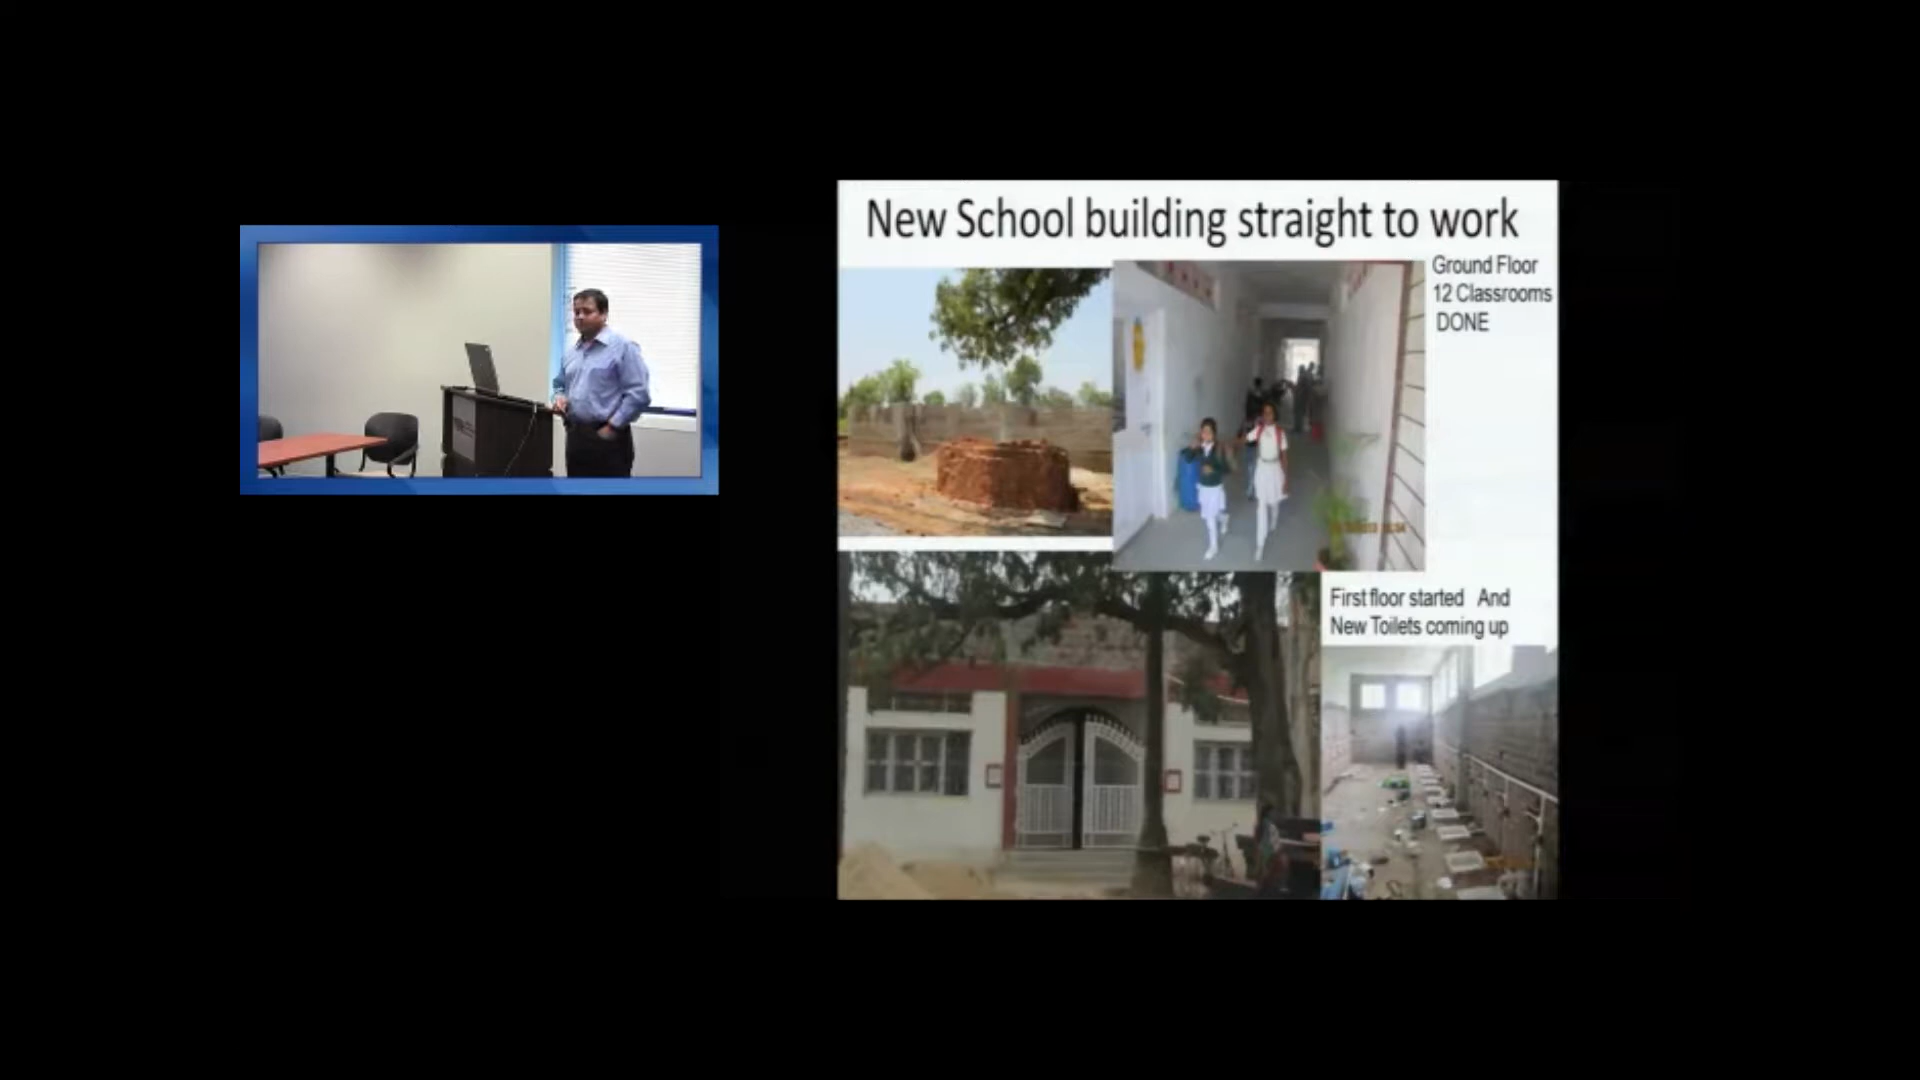 New School building straight to work
Ground Floor
12 Classrooms
DONE
First floor started And
New Toilets coming up